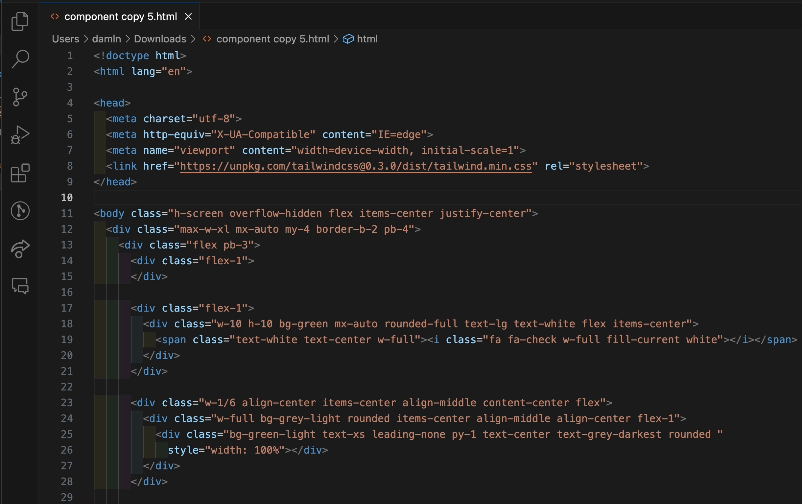 component copy 5.html
Users > damln > Downloads > component copy 5.html > html
1 <!doctype html>
2 <html lang="en">
3
4 <head>
5 <meta charset="utf-8">
6 <meta http-equiv="X-UA-Compatible" content="IE=edge">
7 <meta name="viewport" content="width=device-width, initial-scale=1">
8 <link href="https://unpkg.com/tailwindcss@0.3.0/dist/tailwind.min.css" rel="stylesheet">
9 </head>
10
11 <body class="h-screen overflow-hidden flex items-center justify-center">
12 <div class="max-w-xl mx-auto my-4 border-b-2 pb-4">
13 <div class="flex pb-3">
14 <div class="flex-1">
15 </div>
16
17 <div class="flex-1">
18 <div class="w-10 h-10 bg-green mx-auto rounded-full text-lg text-white flex items-center">
19 <span class="text-white text-center w-full"><i class="fa fa-check w-full fill-current white"></i></span>
20 </div>
21 </div>
22
23 <div class="w-1/6 align-center items-center align-middle content-center flex">
24 <div class="w-full bg-grey-light rounded items-center align-middle align-center flex-1">
25 <div class="bg-green-light text-xs leading-none py-1 text-center text-grey-darkest rounded "
26 style="width: 100%"></div>
27 </div>
28 </div>
29